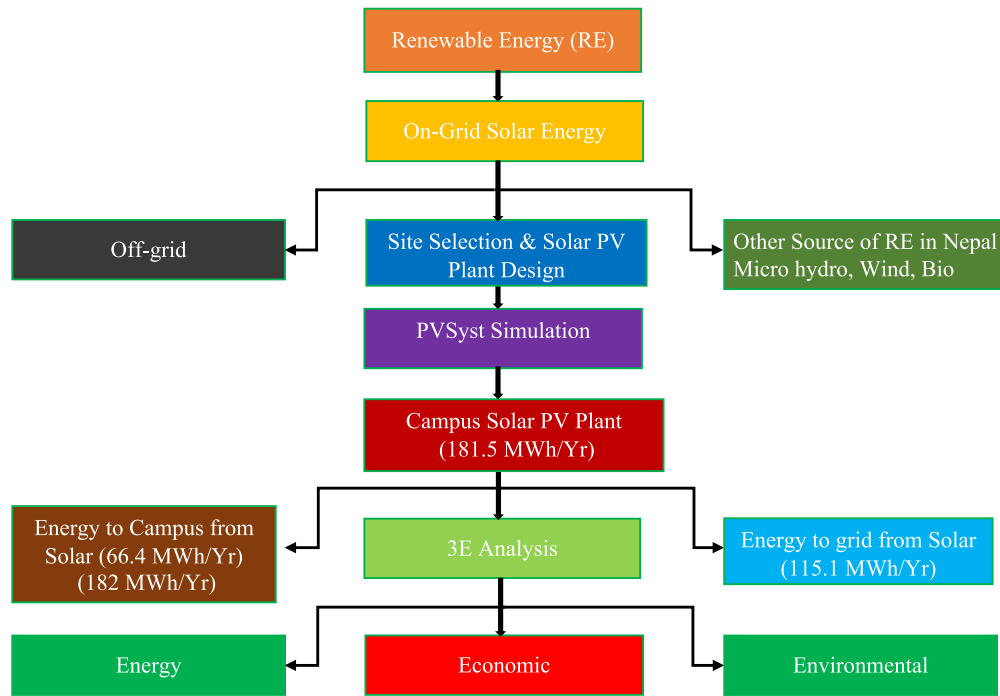 Renewable Energy (RE)
On-Grid Solar Energy
Off-grid
Site Selection & Solar PV
Plant Design
Other Source of RE in Nepal
Micro hydro, Wind, Bio
PVSyst Simulation
Campus Solar PV Plant
(181.5 MWh/Yr)
Energy to Campus from
Solar (66.4 MWh/Yr)
(182 MWh/Yr)
3E Analysis
Energy to grid from Solar
(115.1 MWh/Yr)
Energy
Economic
Environmental